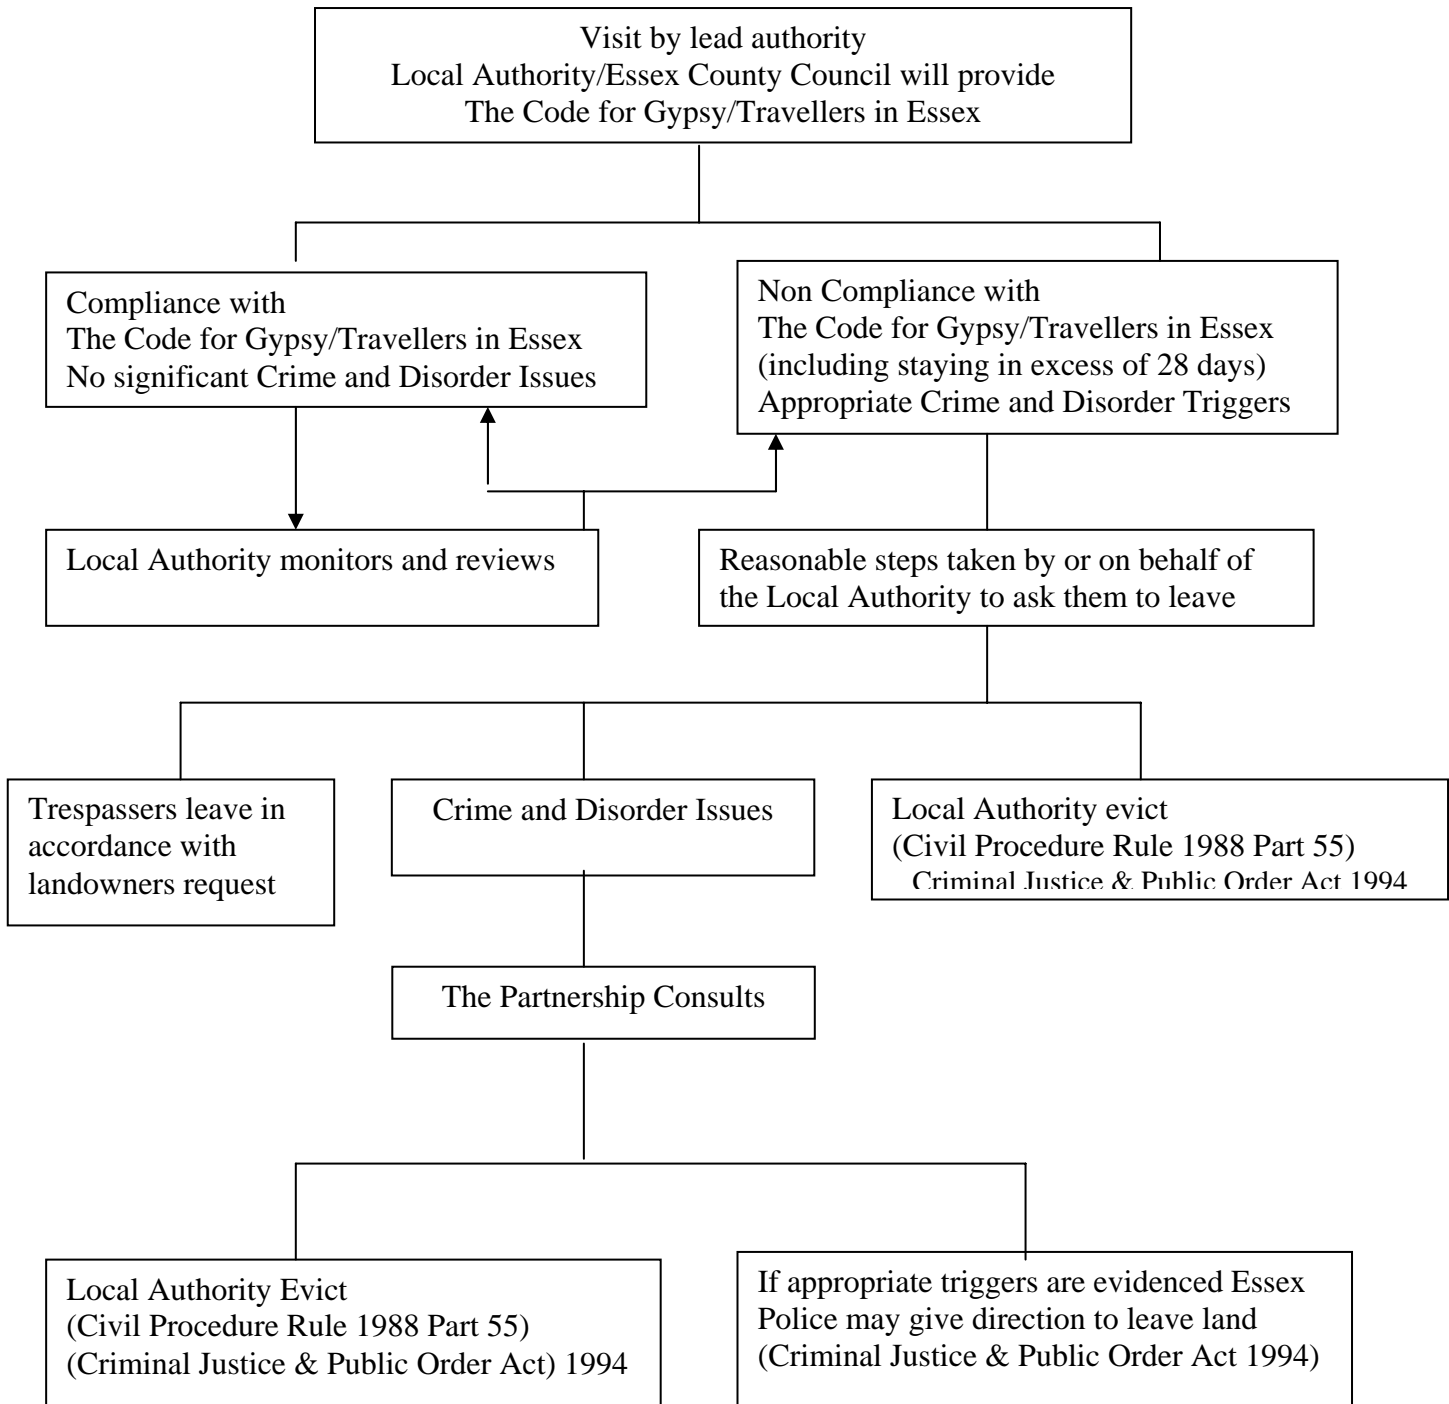 Visit by lead authority
Local Authority/Essex County Council will provide
The Code for Gypsy/Travellers in Essex
Compliance with
The Code for Gypsy/Travellers in Essex
No significant Crime and Disorder Issues
Non Compliance with
The Code for Gypsy/Travellers in Essex
(including staying in excess of 28 days)
Appropriate Crime and Disorder Triggers
Local Authority monitors and reviews
Reasonable steps taken by or on behalf of
the Local Authority to ask them to leave
Trespassers leave in
accordance with
landowners request
Crime and Disorder Issues
Local Authority evict
(Civil Procedure Rule 1988 Part 55)
Criminal Justice & Public Order Act 1994
The Partnership Consults
Local Authority Evict
(Civil Procedure Rule 1988 Part 55)
(Criminal Justice & Public Order Act) 1994
If appropriate triggers are evidenced Essex
Police may give direction to leave land
(Criminal Justice & Public Order Act 1994)